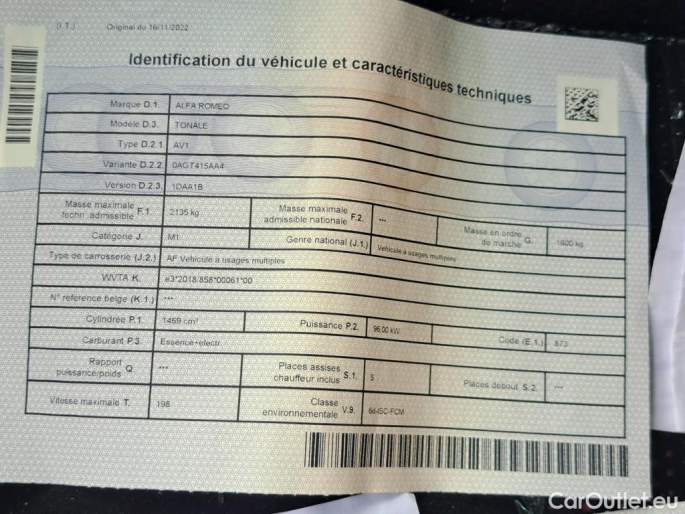 (I.T.) Original du 16/11/2022
Identification du véhicule et caractéristiques techniques
Marque D.1. ALFA ROMEO
Modèle D.3. TONALE
Type D.2.1 AV1
Variante D.2.2. 0AGT415AA4
Version D.2.3. 1DAA1B
Masse maximale techn. admissible F.1. 2135 kg Masse maximale admissible nationale F.2. --- Masse en ordre de marche G. 1600 kg
Catégorie J. M1 Genre national (J.1.) Véhicule à usages multiples
Type de carrosserie (J.2.) AF Véhicule à usages multiples
WVTA K. e3*2018/858*00061*00
N° référence belge (K.1.) ---
Cylindrée P.1. 1469 cm³ Puissance P.2. 96,00 kW Code (E.1.) 873
Carburant P.3. Essence+electr.
Rapport puissance/poids Q. --- Places assises chauffeur inclus S.1. 5 Places debout S.2. ---
Vitesse maximale T. 198 Classe environnementale V.9. 6d-ISC-FCM
CarOutlet.eu